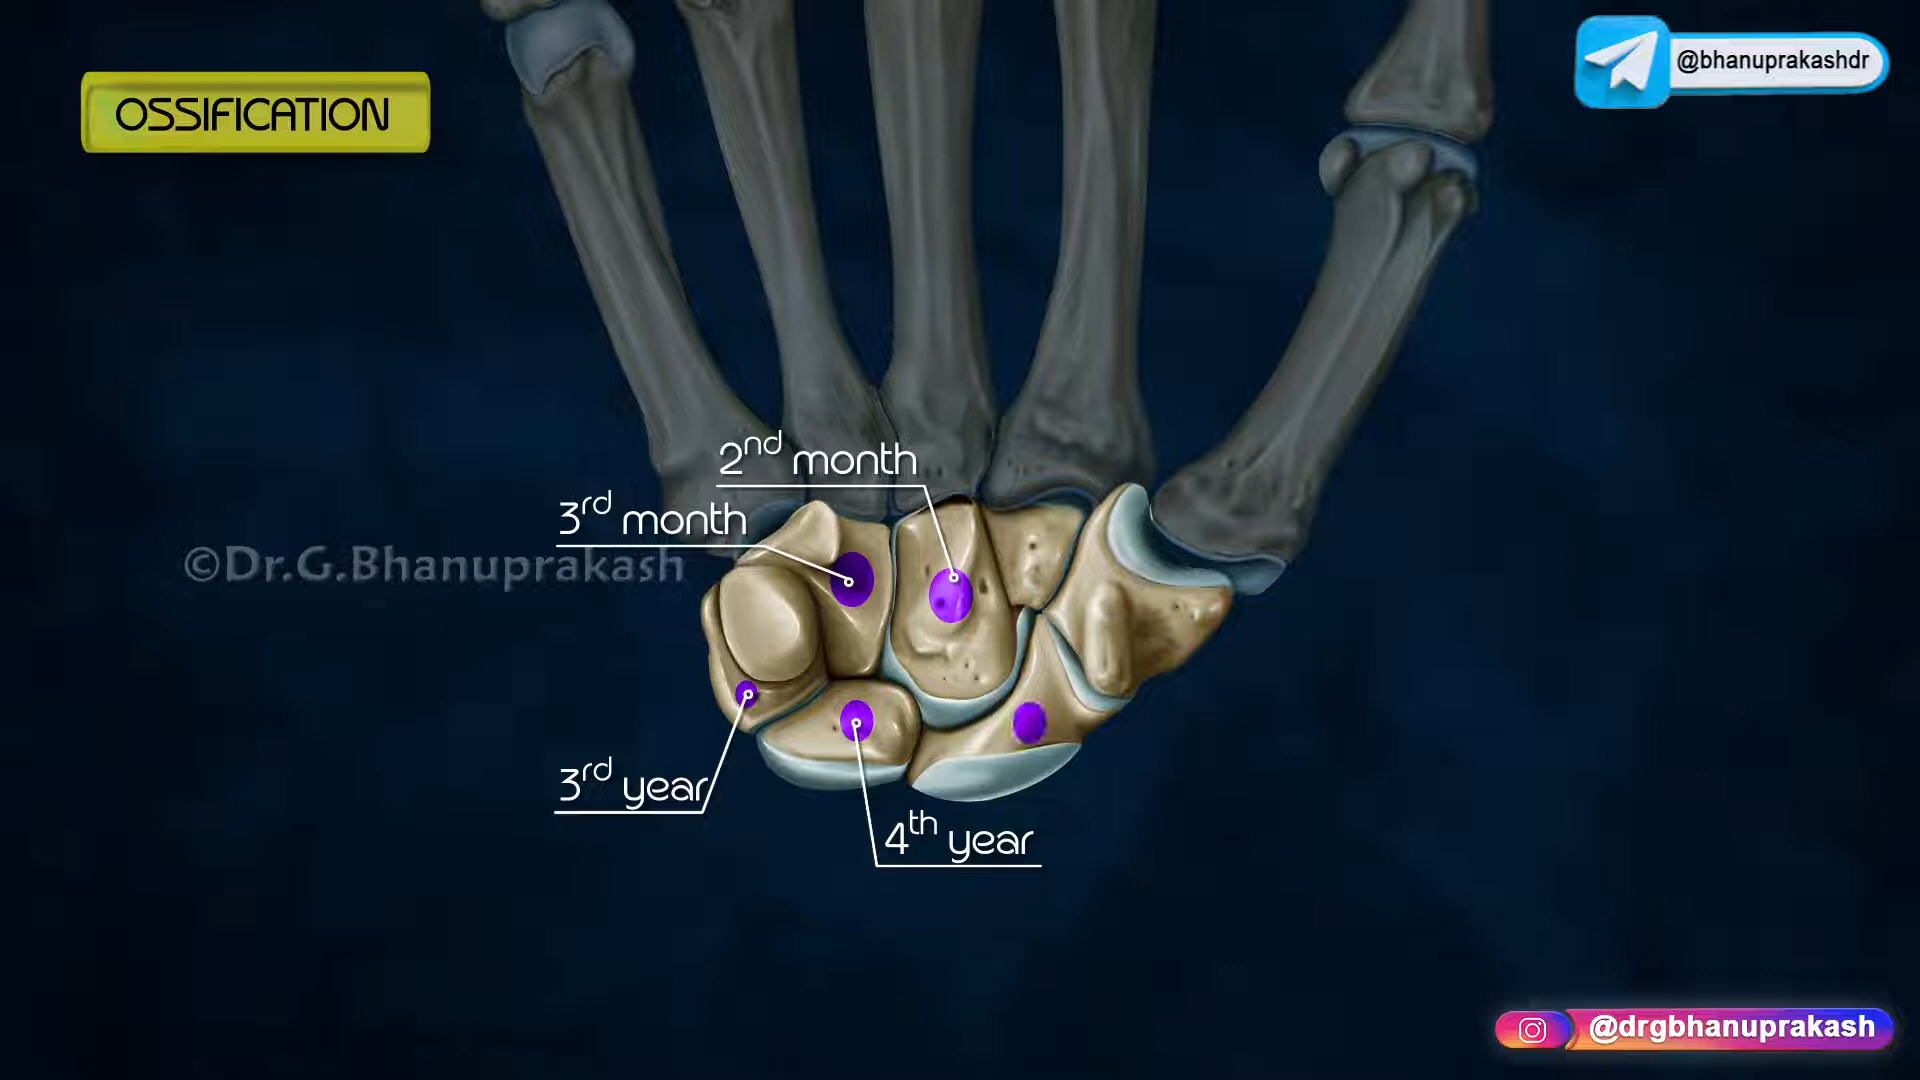 @bhanuprakashdr
OSSIFICATION
2nd month
3rd month
©Dr.G.Bhanuprakash
3rd year
4th year
@drgbhanuprakash